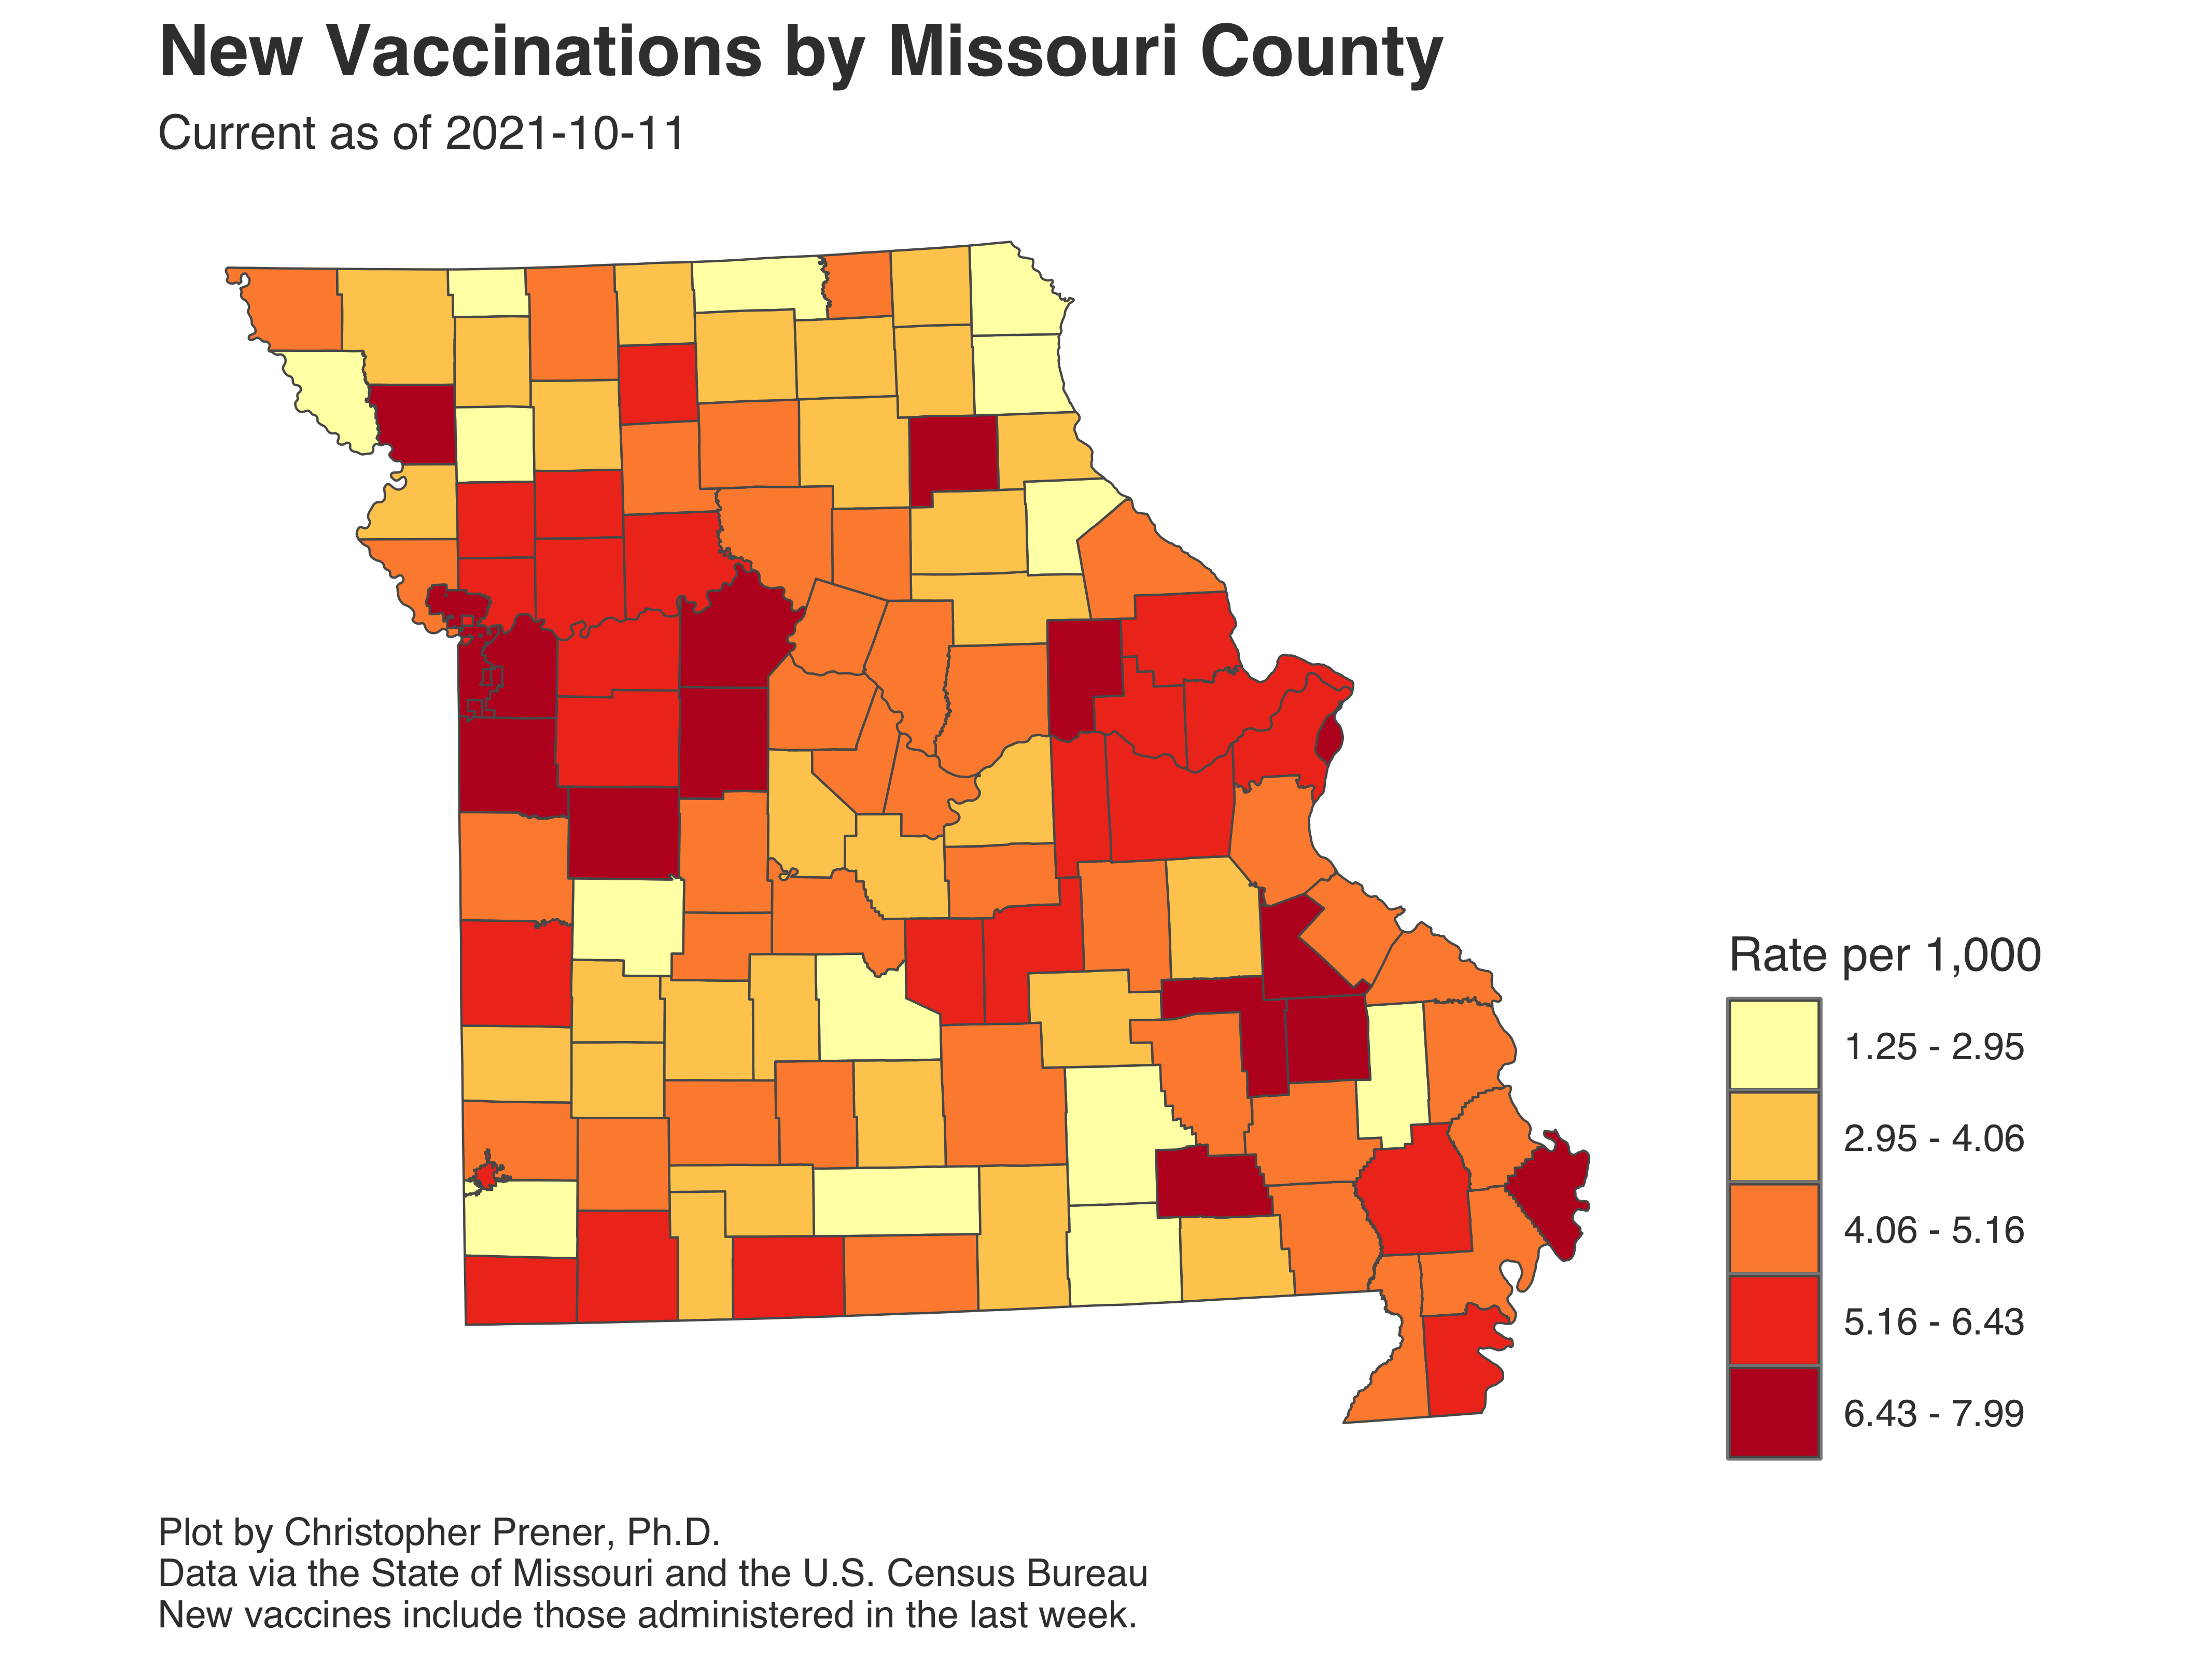 New Vaccinations by Missouri County
Current as of 2021-10-11
Rate per 1,000
1.25 - 2.95
2.95 - 4.06
4.06 - 5.16
5.16 - 6.43
6.43 - 7.99
Plot by Christopher Prener, Ph.D.
Data via the State of Missouri and the U.S. Census Bureau
New vaccines include those administered in the last week.